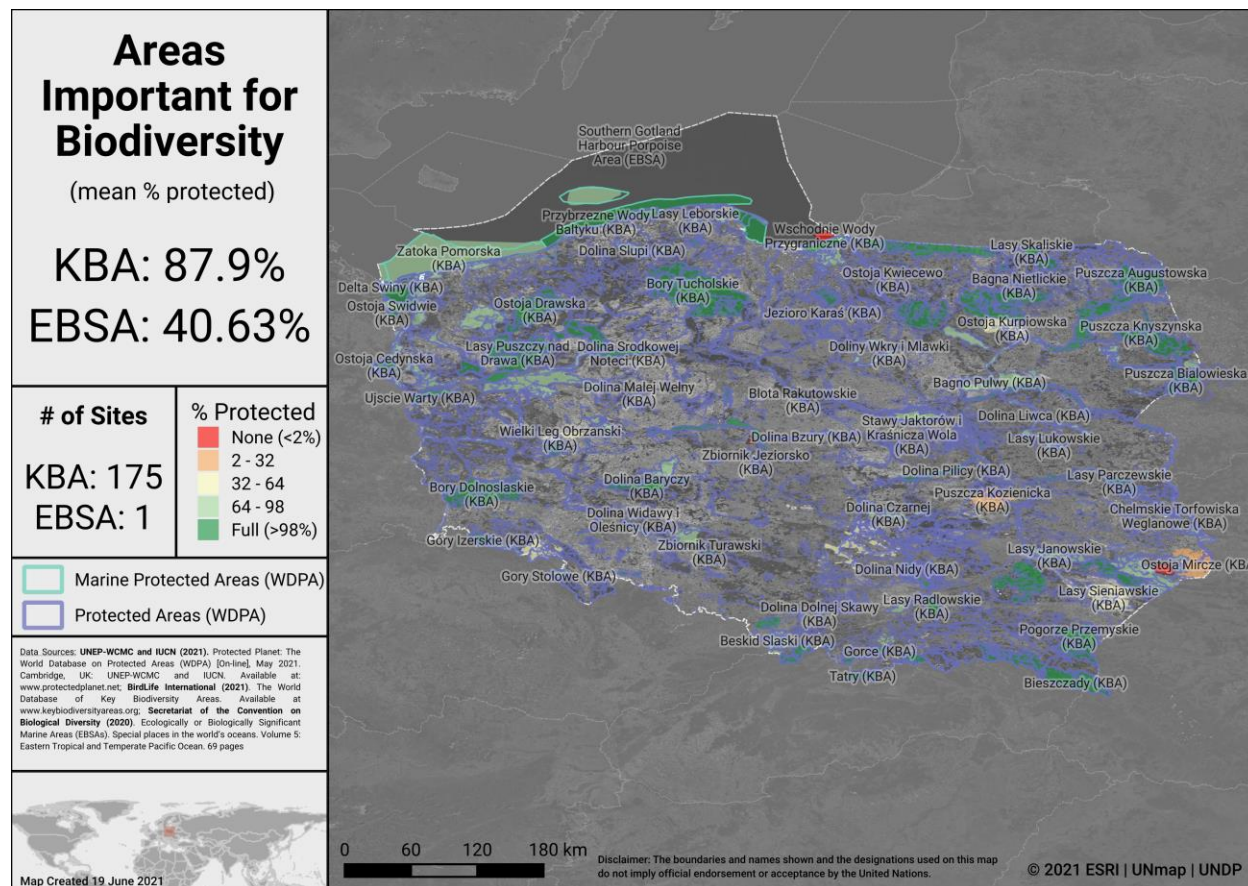 Areas
Important for
Biodiversity
(mean % protected)
KBA: 87.9%
EBSA: 40.63%
# of Sites
KBA: 175
EBSA: 1
% Protected
None (<2%)
2 - 32
32 - 64
64 - 98
Full (>98%)
Marine Protected Areas (WDPA)
Protected Areas (WDPA)
Data Sources: UNEP-WCMC and IUCN (2021). Protected Planet: The
World Database on Protected Areas (WDPA) [On-line], May 2021.
Cambridge, UK: UNEP-WCMC and IUCN. Available at:
www.protectedplanet.net; BirdLife International (2021). The World
Database of Key Biodiversity Areas. Available at
www.keybiodiversityareas.org; Secretariat of the Convention on
Biological Diversity (2020). Ecologically or Biologically Significant
Marine Areas (EBSAs). Special places in the world's oceans. Volume 5:
Eastern Tropical and Temperate Pacific Ocean. 69 pages
Map Created 19 June 2021
Southern Gotland
Harbour Porpoise
Area (EBSA)
Przybrzezne Wody
Baltyku (KBA)
Lasy Leborskie
(KBA)
Wschodnie Wody
Przygraniczne (KBA)
Zatoka Pomorska
(KBA)
Dolina Slupi (KBA)
Lasy Skaliskie
(KBA)
Delta Swiny (KBA)
Ostoja Swidwie
(KBA)
Ostoja Drawska
(KBA)
Bory Tucholskie
(KBA)
Ostoja Kwiecewo
(KBA)
Bagna Nietlickie
(KBA)
Puszcza Augustowska
(KBA)
Jezioro Karaś (KBA)
Ostoja Kurpiowska
(KBA)
Puszcza Knyszynska
(KBA)
Ostoja Cedynska
(KBA)
Lasy Puszczy nad
Drawa (KBA)
Dolina Srodkowej
Noteci (KBA)
Doliny Wkry i Mlawki
(KBA)
Puszcza Bialowieska
(KBA)
Ujscie Warty (KBA)
Dolina Malej Wełny
(KBA)
Błota Rakutowskie
(KBA)
Bagno Pulwy (KBA)
Wielki Leg Obrzanski
(KBA)
Dolina Bzury (KBA)
Stawy Jaktorów i
Kraśnicza Wola
(KBA)
Dolina Liwca (KBA)
Lasy Lukowskie
(KBA)
Zbiornik Jeziorsko
(KBA)
Bory Dolnoslaskie
(KBA)
Dolina Baryczy
(KBA)
Dolina Pilicy (KBA)
Lasy Parczewskie
(KBA)
Puszcza Kozienicka
(KBA)
Dolina Widawy i
Oleśnicy (KBA)
Dolina Czarnej
(KBA)
Chelmskie Torfowiska
Weglanowe (KBA)
Góry Izerskie (KBA)
Zbiornik Turawski
(KBA)
Lasy Janowskie
(KBA)
Ostoja Mircze (KBA
Gory Stolowe (KBA)
Dolina Nidy (KBA)
Lasy Sieniawskie
(KBA)
Dolina Dolnej Skawy
(KBA)
Lasy Radlowskie
(KBA)
Beskid Slaski (KBA)
Gorce (KBA)
Pogorze Przemyskie
(KBA)
Tatry (KBA)
Bieszczady (KBA)
0 60 120 180 km
Disclaimer: The boundaries and names shown and the designations used on this map
do not imply official endorsement or acceptance by the United Nations.
© 2021 ESRI | UNmap | UNDP